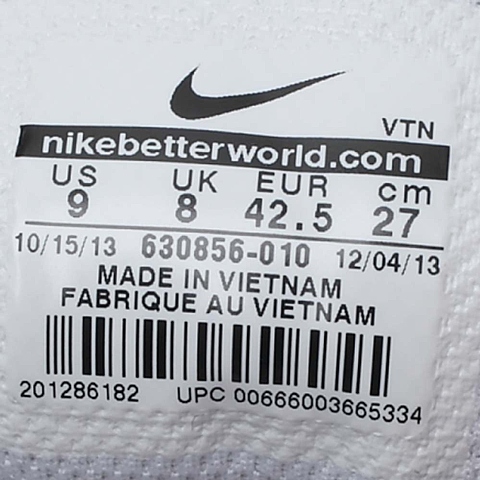 VTN
nikebetterworld.com
US UK EUR cm
9 8 42.5 27
10/15/13 630856-010 12/04/13
MADE IN VIETNAM
FABRIQUE AU VIETNAM
201286182 UPC 00666003665334